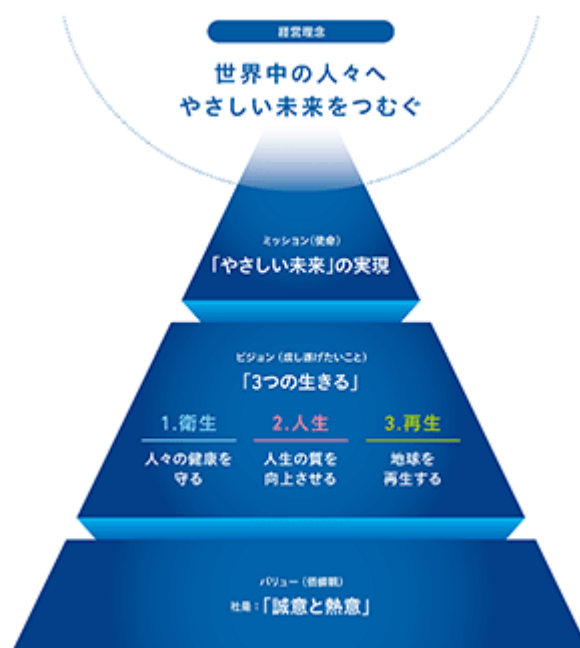 経営理念
世界中の人々へ
やさしい未来をつむぐ
ミッション(使命)
「やさしい未来」の実現
ビジョン(成し遂げたいこと)
「3つの生きる」
1.衛生 2.人生 3.再生
人々の健康を 人生の質を 地球を
守る 向上させる 再生する
バリュー(価値観)
社是:「誠意と熱意」